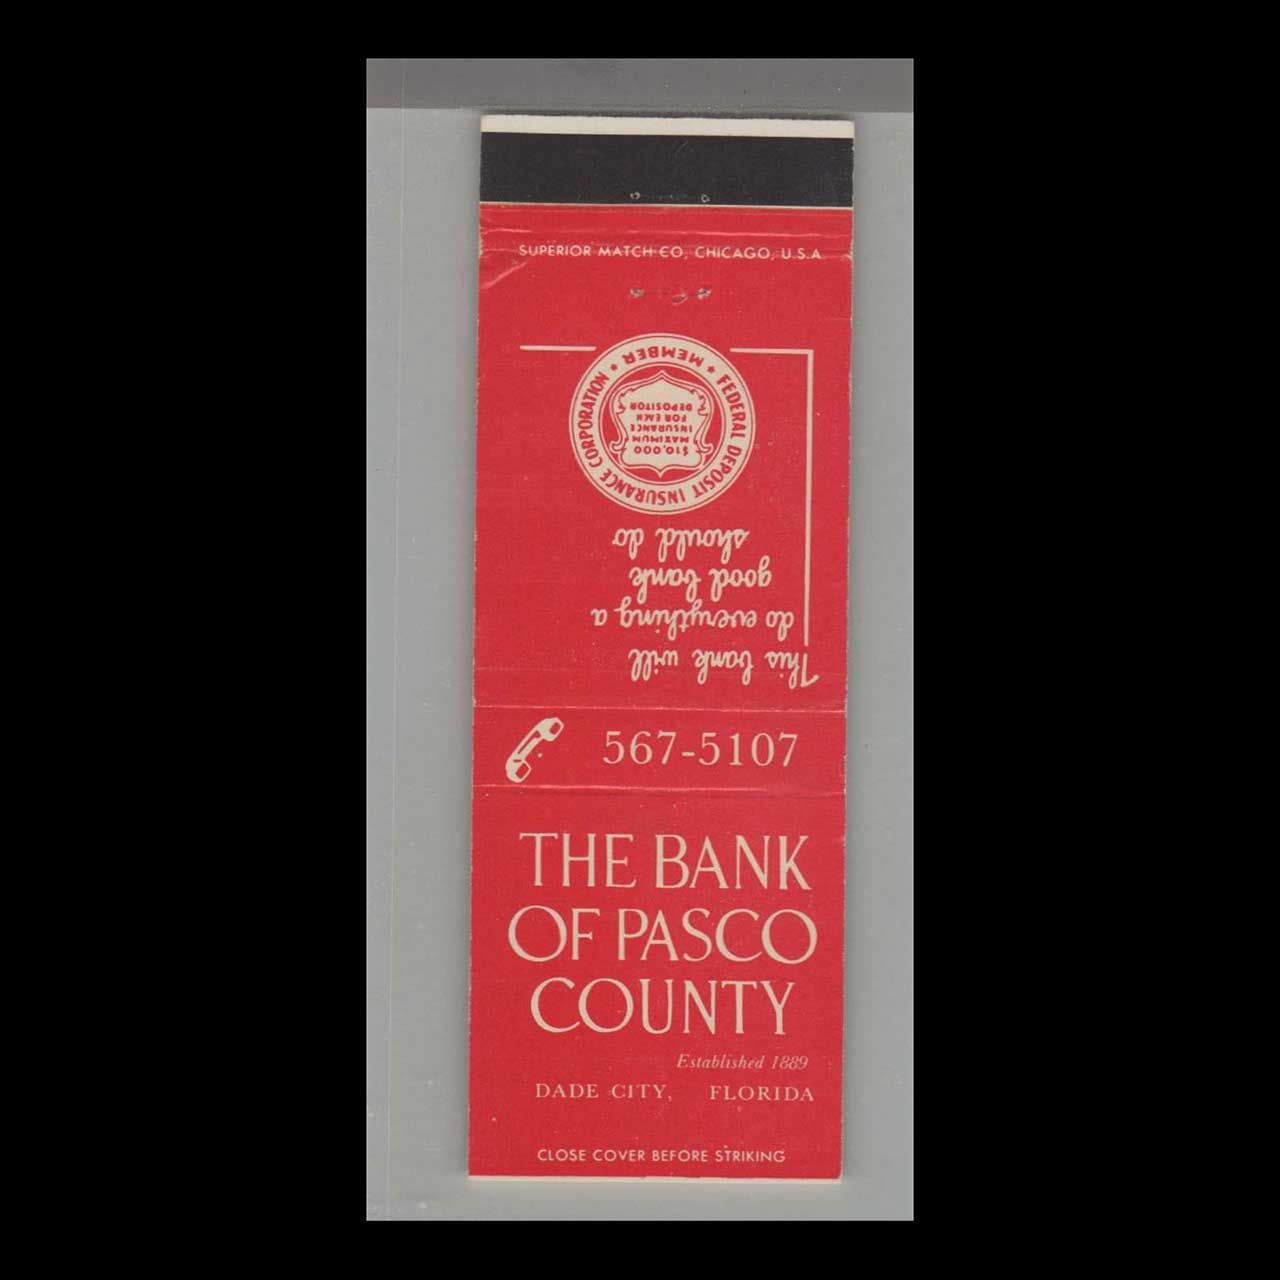 SUPERIOR MATCH CO, CHICAGO, U.S.A
This bank will
do everything a
good bank
should do
FEDERAL DEPOSIT INSURANCE CORPORATION
MEMBER
$10,000
MAXIMUM
INSURANCE
FOR EACH
DEPOSITOR
567-5107
THE BANK
OF PASCO
COUNTY
Established 1889
DADE CITY, FLORIDA
CLOSE COVER BEFORE STRIKING